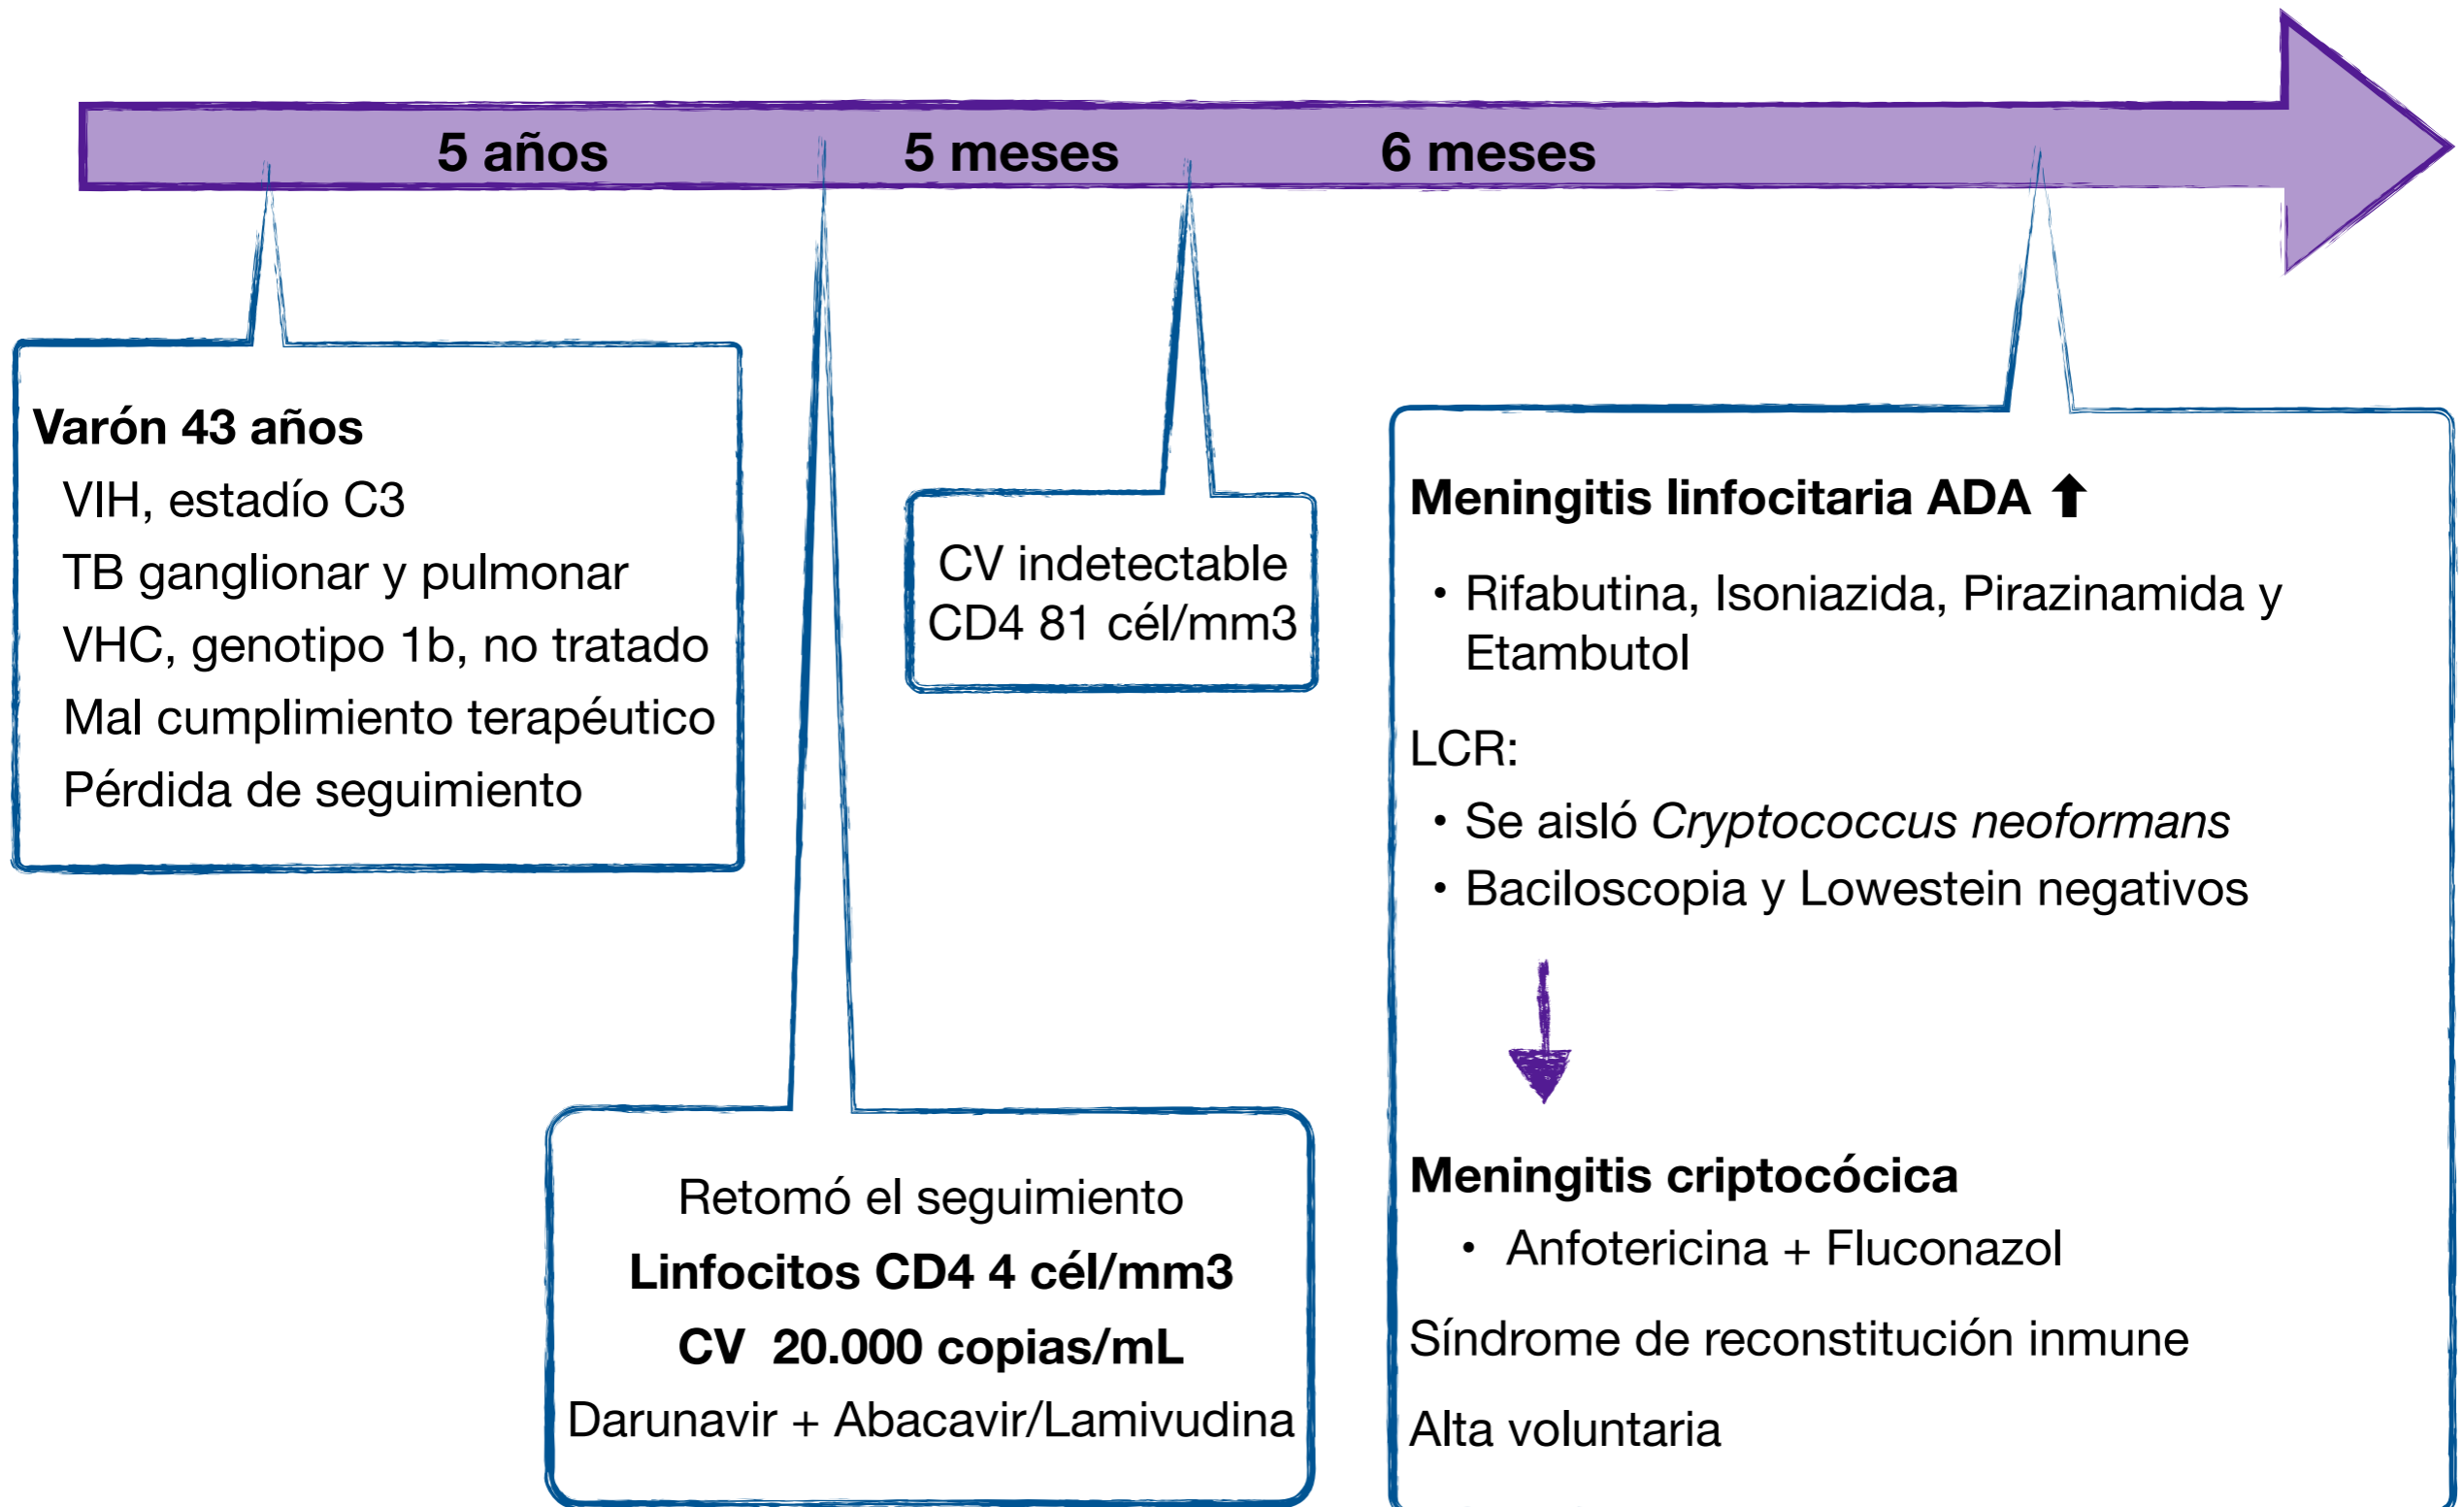 5 años
5 meses
6 meses
Varón 43 años
VIH, estadío C3
TB ganglionar y pulmonar
VHC, genotipo 1b, no tratado
Mal cumplimiento terapéutico
Pérdida de seguimiento
Retomó el seguimiento
Linfocitos CD4 4 cél/mm3
CV 20.000 copias/mL
Darunavir + Abacavir/Lamivudina
CV indetectable
CD4 81 cél/mm3
Meningitis linfocitaria ADA ⬆
• Rifabutina, Isoniazida, Pirazinamida y
Etambutol
LCR:
• Se aisló Cryptococcus neoformans
• Baciloscopia y Lowestein negativos
Meningitis criptocócica
• Anfotericina + Fluconazol
Síndrome de reconstitución inmune
Alta voluntaria